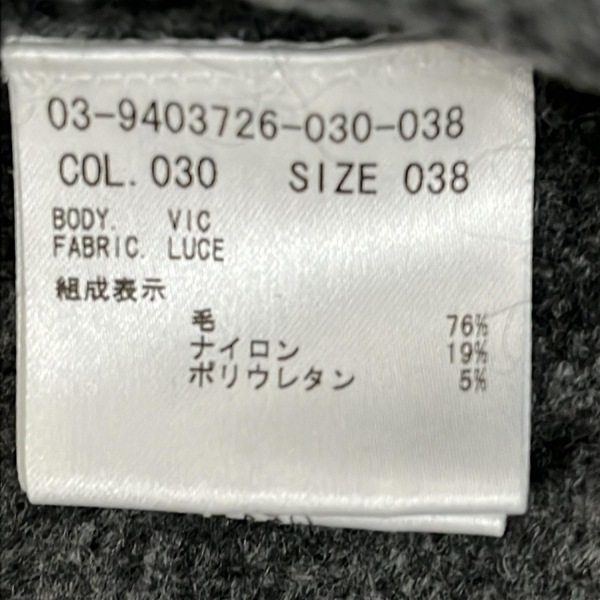 03-9403726-030-038
COL. 030 SIZE 038
BODY. VIC
FABRIC. LUCE
組成表示
毛 76%
ナイロン 19%
ポリウレタン 5%